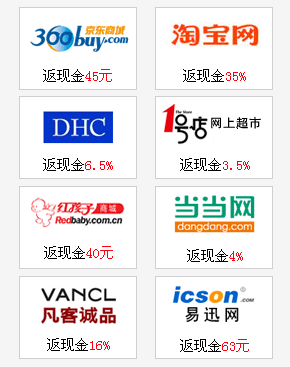 京东商城
360buy.com
返现金45元
淘宝网
返现金35%
DHC
返现金6.5%
The Store
1号店 网上超市
返现金3.5%
红孩子 商城
Redbaby.com.cn
返现金40元
当当网
dangdang.com
返现金4%
VANCL
凡客诚品
返现金16%
icson®.COM
易迅网
返现金63元